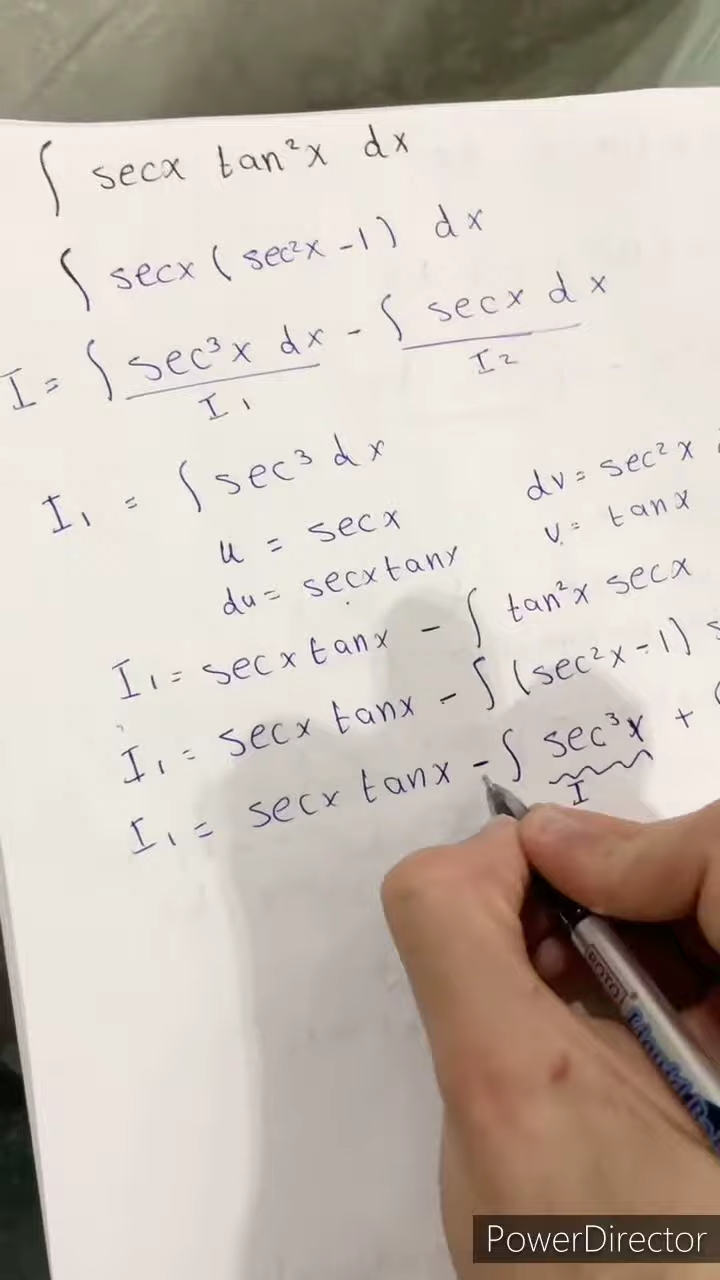 ∫ secx tan²x dx
∫ secx ( sec²x -1) dx
I = ∫ sec³x dx - ∫ secx dx
I₁ I₂
I₁ = ∫ sec³ dx
u = secx dv = sec²x
du = secxtanx v = tanx
I₁ = secx tanx - ∫ tan²x secx
I₁ = secx tanx - ∫ (sec²x - 1) s
I₁ = secx tanx - ∫ sec³x +
I
PowerDirector